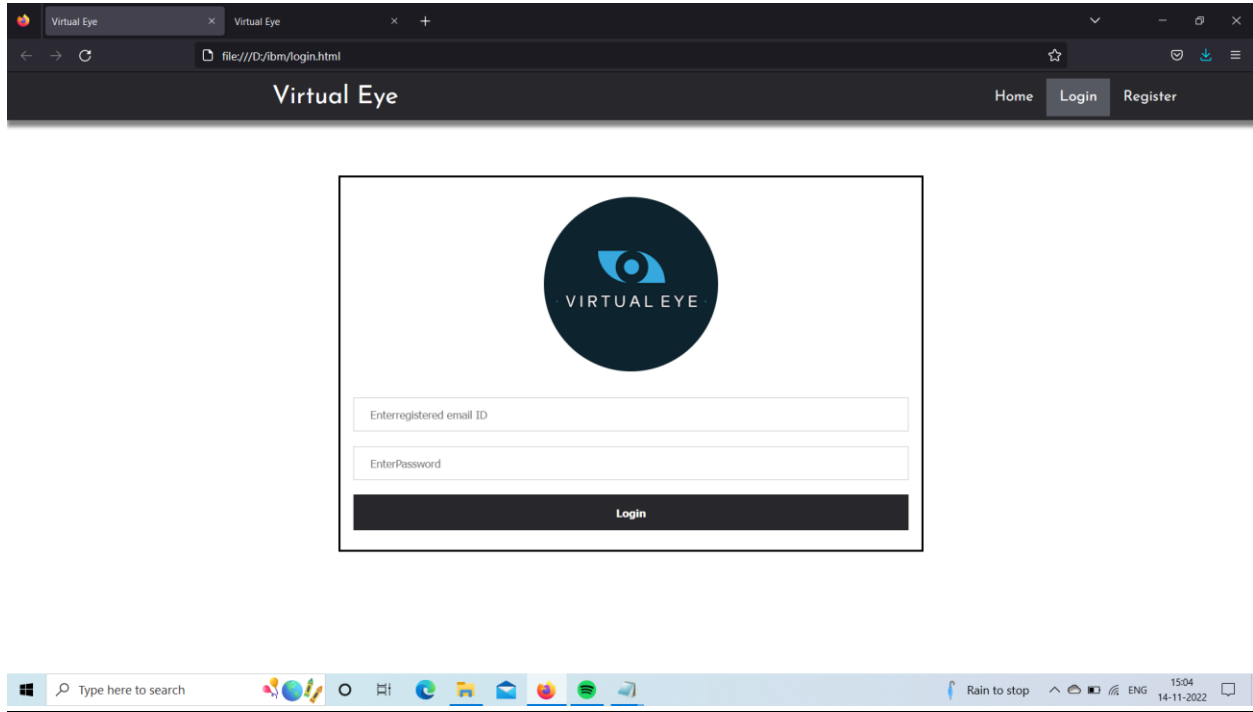 Virtual Eye
Virtual Eye
file:///D:/ibm/login.html
Virtual Eye
Home Login Register
VIRTUAL EYE
Enterregistered email ID
EnterPassword
Login
Type here to search
Rain to stop
ENG
15:04
14-11-2022